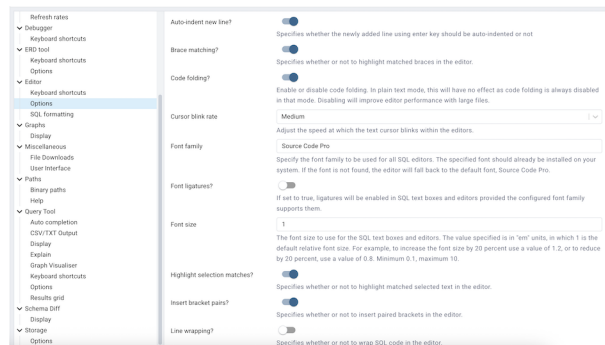 Refresh rates
Debugger
Keyboard shortcuts
ERD tool
Keyboard shortcuts
Options
Editor
Keyboard shortcuts
Options
SQL formatting
Graphs
Display
Miscellaneous
File Downloads
User Interface
Paths
Binary paths
Help
Query Tool
Auto completion
CSV/TXT Output
Display
Explain
Graph Visualiser
Keyboard shortcuts
Options
Results grid
Schema Diff
Display
Storage
Options
Auto-indent new line?
Specifies whether the newly added line using enter key should be auto-indented or not
Brace matching?
Specifies whether or not to highlight matched braces in the editor.
Code folding?
Enable or disable code folding. In plain text mode, this will have no effect as code folding is always disabled
in that mode. Disabling will improve editor performance with large files.
Cursor blink rate
Medium
Adjust the speed at which the text cursor blinks within the editors.
Font family
Source Code Pro
Specify the font family to be used for all SQL editors. The specified font should already be installed on your
system. If the font is not found, the editor will fall back to the default font, Source Code Pro.
Font ligatures?
If set to true, ligatures will be enabled in SQL text boxes and editors provided the configured font family
supports them.
Font size
1
The font size to use for the SQL text boxes and editors. The value specified is in "em" units, in which 1 is the
default relative font size. For example, to increase the font size by 20 percent use a value of 1.2, or to reduce
by 20 percent, use a value of 0.8. Minimum 0.1, maximum 10.
Highlight selection matches?
Specifies whether or not to highlight matched selected text in the editor.
Insert bracket pairs?
Specifies whether or not to insert paired brackets in the editor.
Line wrapping?
Specifies whether or not to wrap SQL code in the editor.